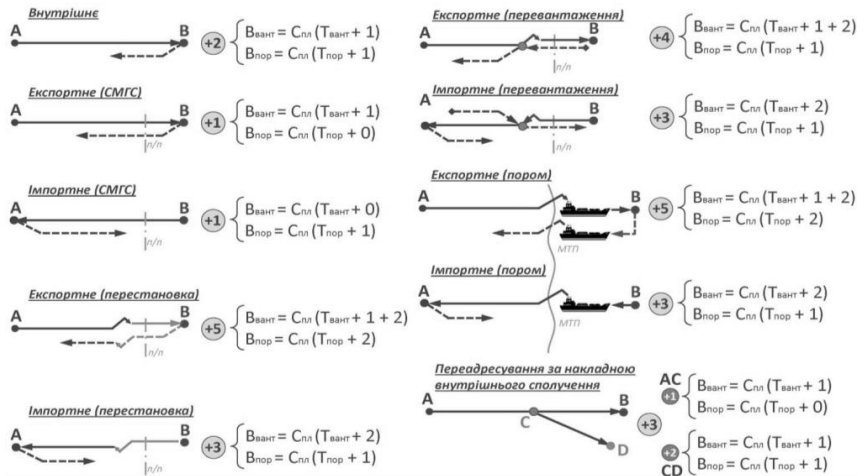 Внутрішнє
A B +2 Bвант = Cпл (Tвант + 1)
Bпор = Cпл (Tпор + 1)
Експортне (СМГС)
A B +1 Bвант = Cпл (Tвант + 1)
п/п Bпор = Cпл (Tпор + 0)
Імпортне (СМГС)
A B +1 Bвант = Cпл (Tвант + 0)
п/п Bпор = Cпл (Tпор + 1)
Експортне (перестановка)
A B +5 Bвант = Cпл (Tвант + 1 + 2)
п/п Bпор = Cпл (Tпор + 2)
Імпортне (перестановка)
A B +3 Bвант = Cпл (Tвант + 2)
п/п Bпор = Cпл (Tпор + 1)
Експортне (перевантаження)
A B +4 Bвант = Cпл (Tвант + 1 + 2)
п/п Bпор = Cпл (Tпор + 1)
Імпортне (перевантаження)
A B +3 Bвант = Cпл (Tвант + 2)
п/п Bпор = Cпл (Tпор + 1)
Експортне (пором)
A B +5 Bвант = Cпл (Tвант + 1 + 2)
МТП Bпор = Cпл (Tпор + 2)
Імпортне (пором)
A B +3 Bвант = Cпл (Tвант + 2)
МТП Bпор = Cпл (Tпор + 1)
Переадресування за накладною
внутрішнього сполучення
A B C D +3
AC +1 Bвант = Cпл (Tвант + 1)
Bпор = Cпл (Tпор + 0)
+2 Bвант = Cпл (Tвант + 1)
CD Bпор = Cпл (Tпор + 1)